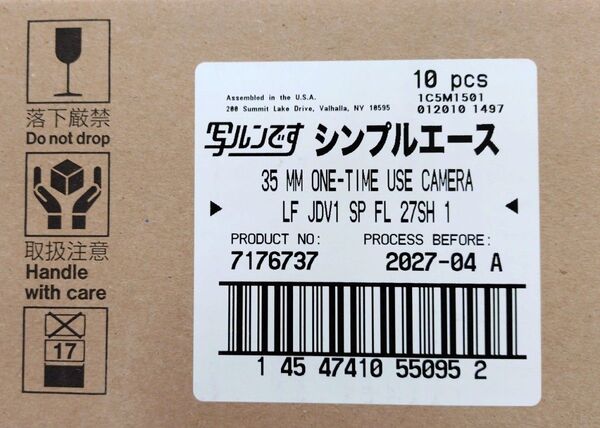 落下厳禁
Do not drop
取扱注意
Handle
with care
17
10 pcs
Assembled in the U.S.A.
200 Summit Lake Drive, Valhalla, NY 10595
1C5M1501
012010 1497
写ルンです シンプルエース
35 MM ONE-TIME USE CAMERA
LF JDV1 SP FL 27SH 1
PRODUCT NO: PROCESS BEFORE:
7176737 2027-04 A
1 45 47410 55095 2